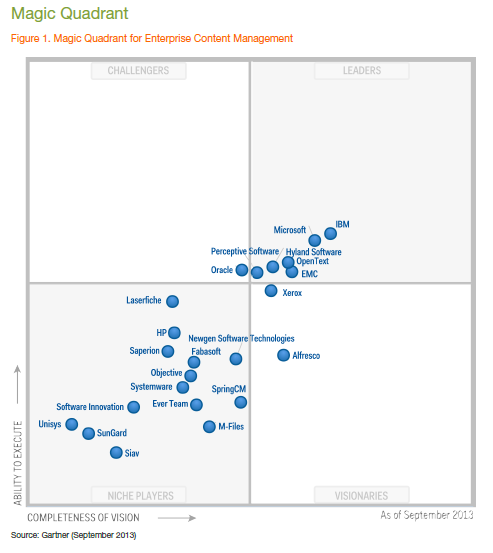 Magic Quadrant
Figure 1. Magic Quadrant for Enterprise Content Management
CHALLENGERS
LEADERS
IBM
Microsoft
Perceptive Software
Hyland Software
OpenText
Oracle
EMC
Xerox
Laserfiche
HP
Newgen Software Technologies
Saperion
Fabasoft
Alfresco
Objective
Systemware
SpringCM
Software Innovation
Ever Team
Unisys
SunGard
M-Files
Siav
ABILITY TO EXECUTE
NICHE PLAYERS
VISIONARIES
COMPLETENESS OF VISION
As of September 2013
Source: Gartner (September 2013)